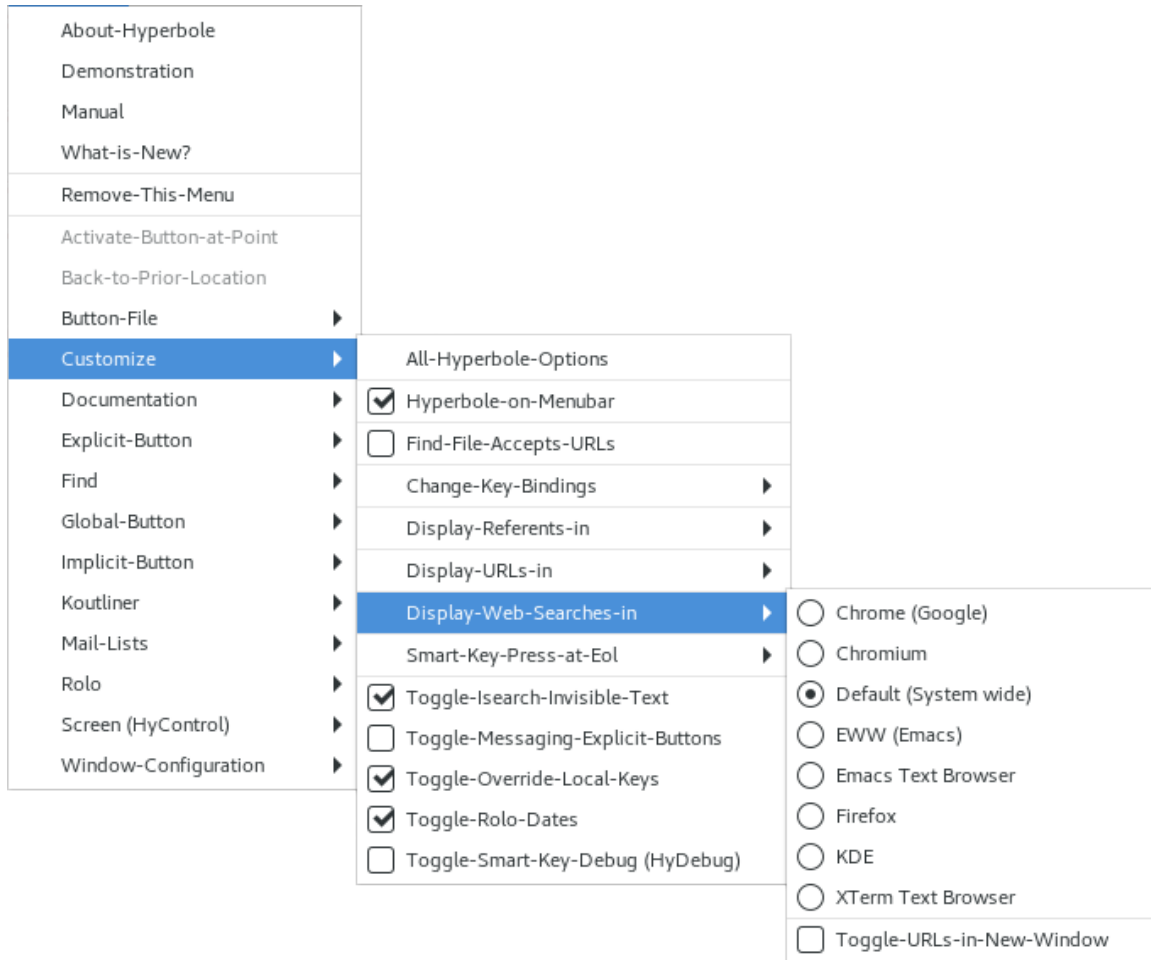 About-Hyperbole
Demonstration
Manual
What-is-New?
Remove-This-Menu
Activate-Button-at-Point
Back-to-Prior-Location
Button-File
Customize
Documentation
Explicit-Button
Find
Global-Button
Implicit-Button
Koutliner
Mail-Lists
Rolo
Screen (HyControl)
Window-Configuration
All-Hyperbole-Options
Hyperbole-on-Menubar
Find-File-Accepts-URLs
Change-Key-Bindings
Display-Referents-in
Display-URLs-in
Display-Web-Searches-in
Smart-Key-Press-at-Eol
Toggle-Isearch-Invisible-Text
Toggle-Messaging-Explicit-Buttons
Toggle-Override-Local-Keys
Toggle-Rolo-Dates
Toggle-Smart-Key-Debug (HyDebug)
Chrome (Google)
Chromium
Default (System wide)
EWW (Emacs)
Emacs Text Browser
Firefox
KDE
XTerm Text Browser
Toggle-URLs-in-New-Window